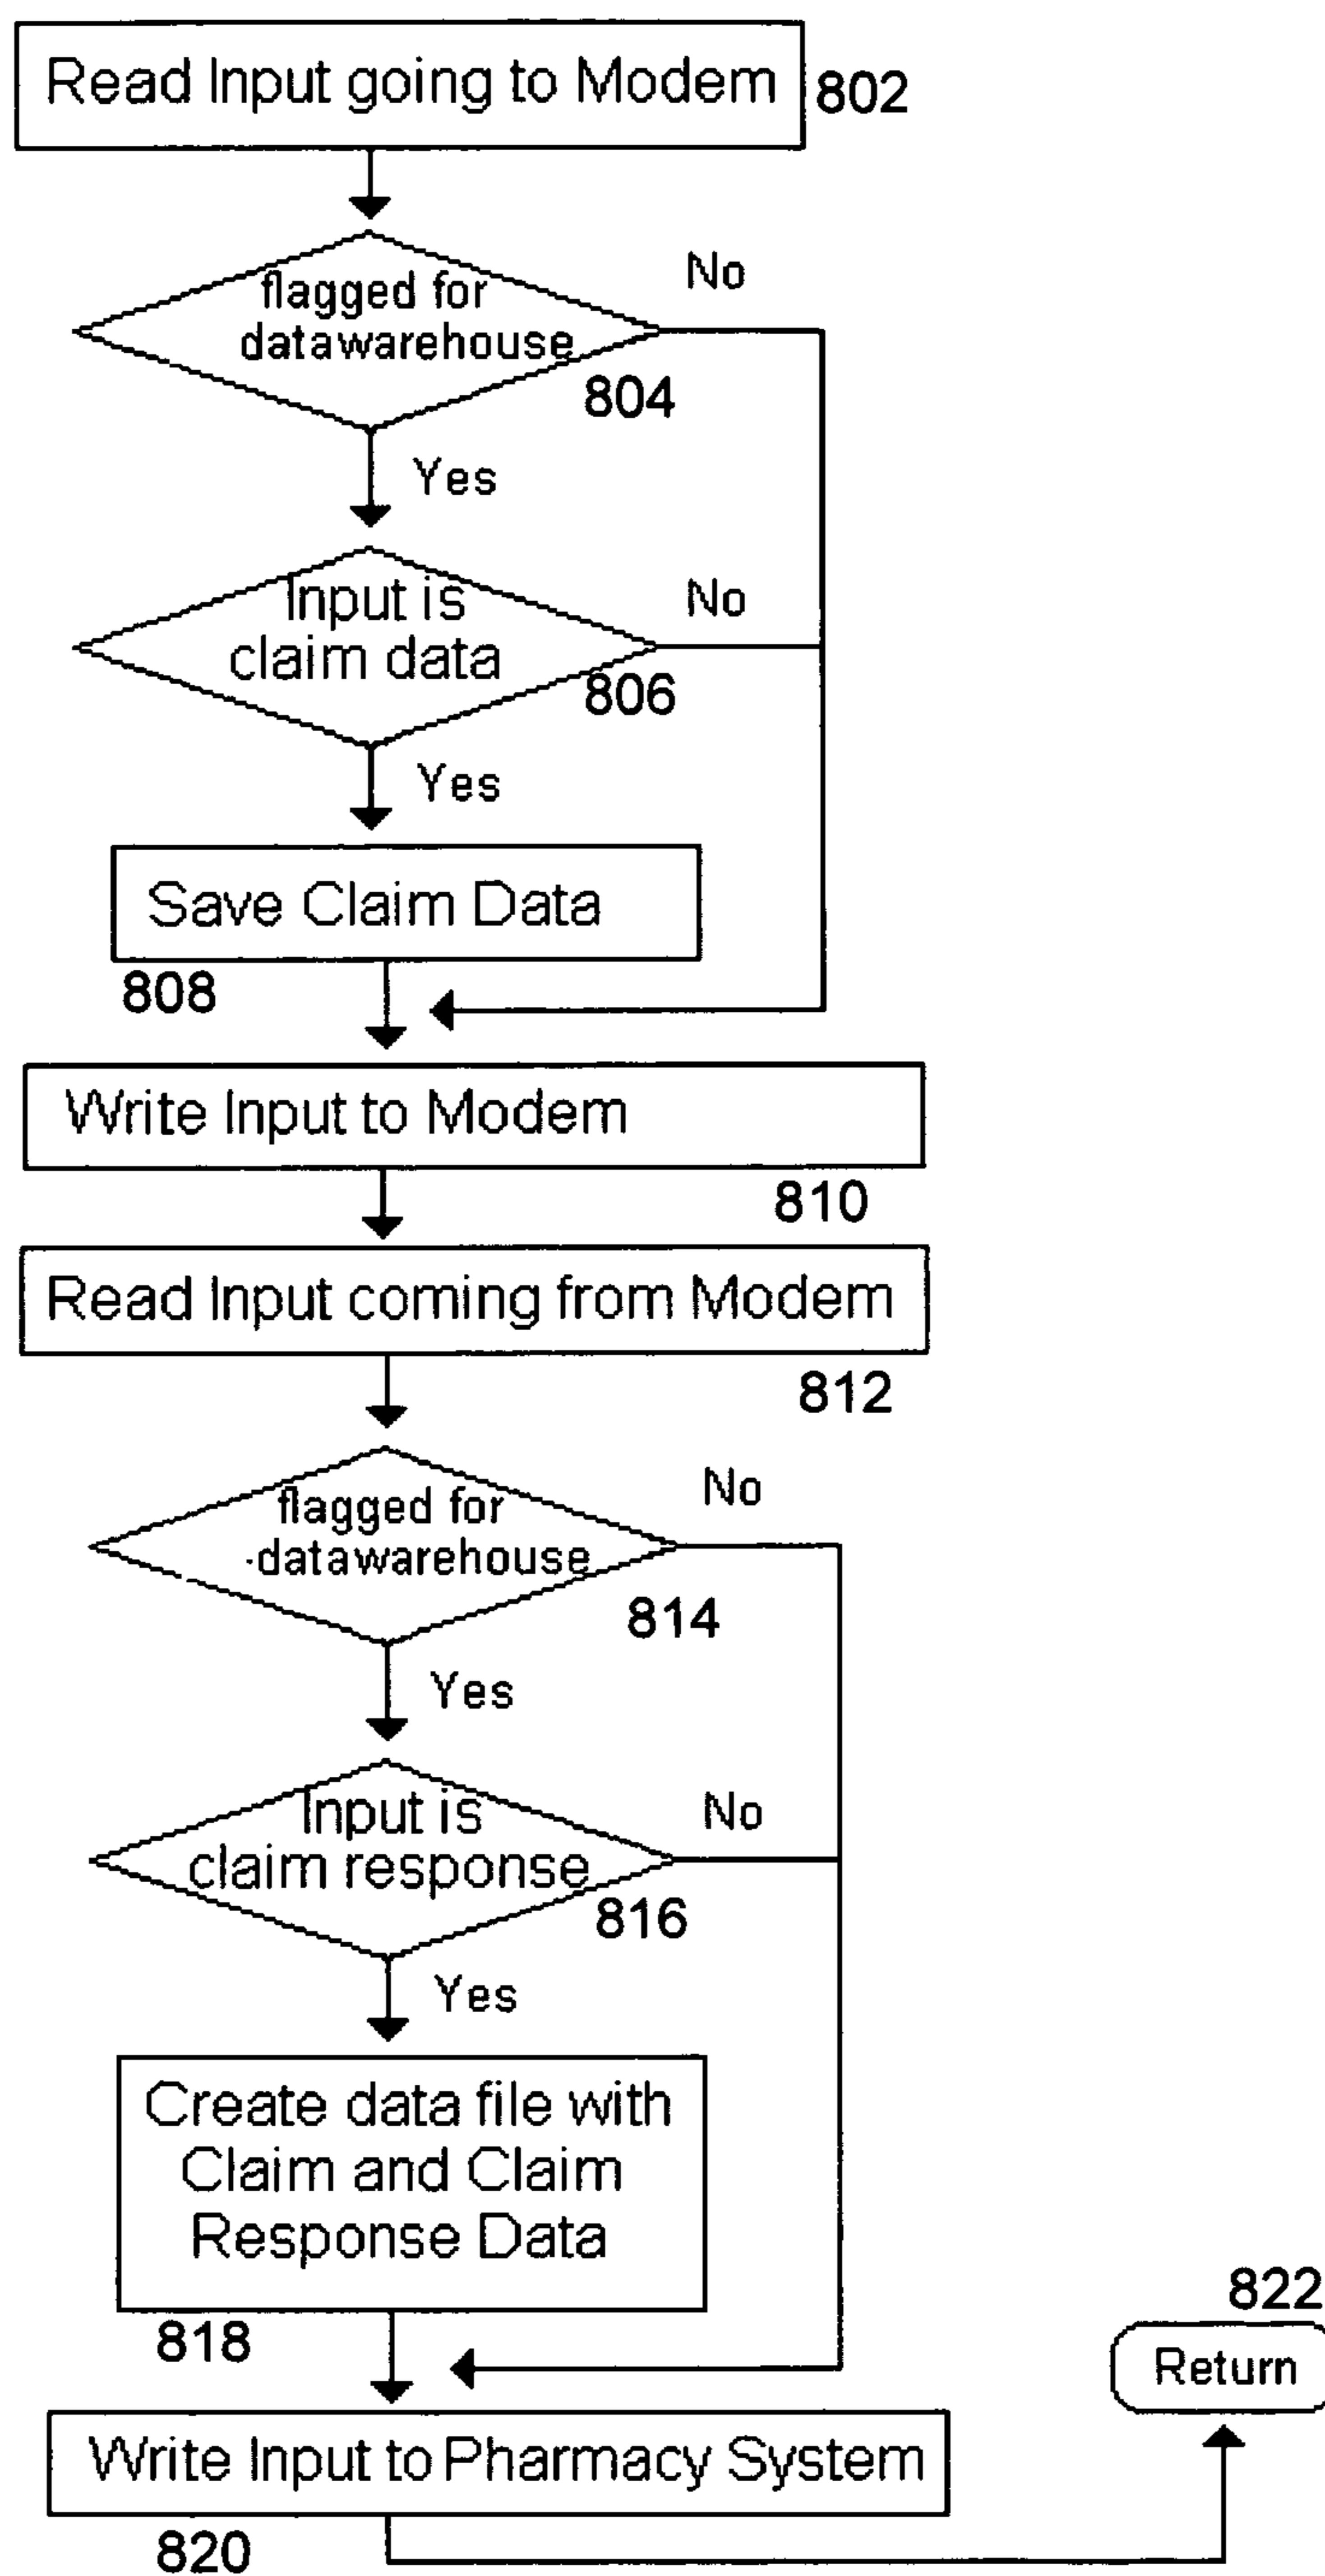 Read Input going to Modem
802
flagged for
No
datawarehouse
804
Yes
Input is
No
claim data
806
Yes
Save Claim Data
808
Write Input to Modem
810
Read Input coming from Modem
812
flagged for
No
datawarehouse
814
Yes
Input is
No
claim response
816
Yes
Create data file with
Claim and Claim
Response Data
818
822
Return
Write Input to Pharmacy System
820